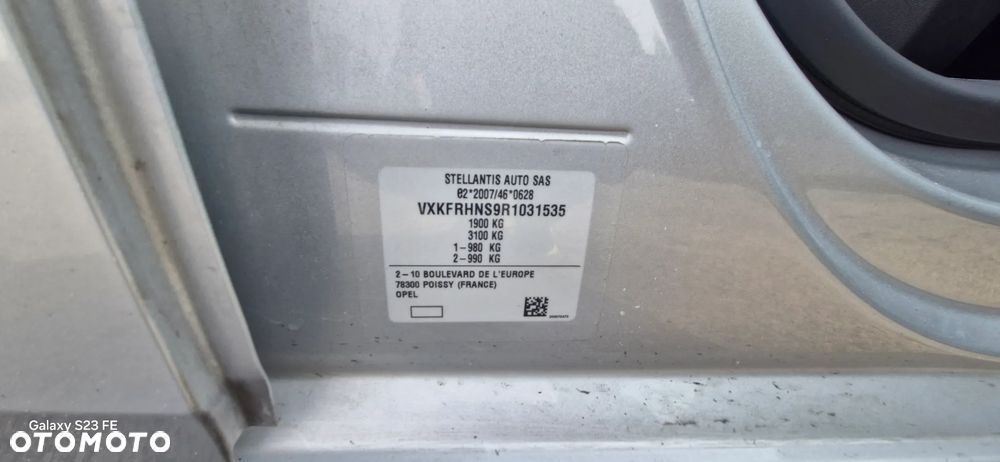 STELLANTIS AUTO SAS
02*2007/46*0628
VXKFRHNS9R1031535
1900 KG
3100 KG
1-980 KG
2-990 KG
2-10 BOULEVARD DE L'EUROPE
78300 POISSY (FRANCE)
OPEL
Galaxy S23 FE
OTOMOTO